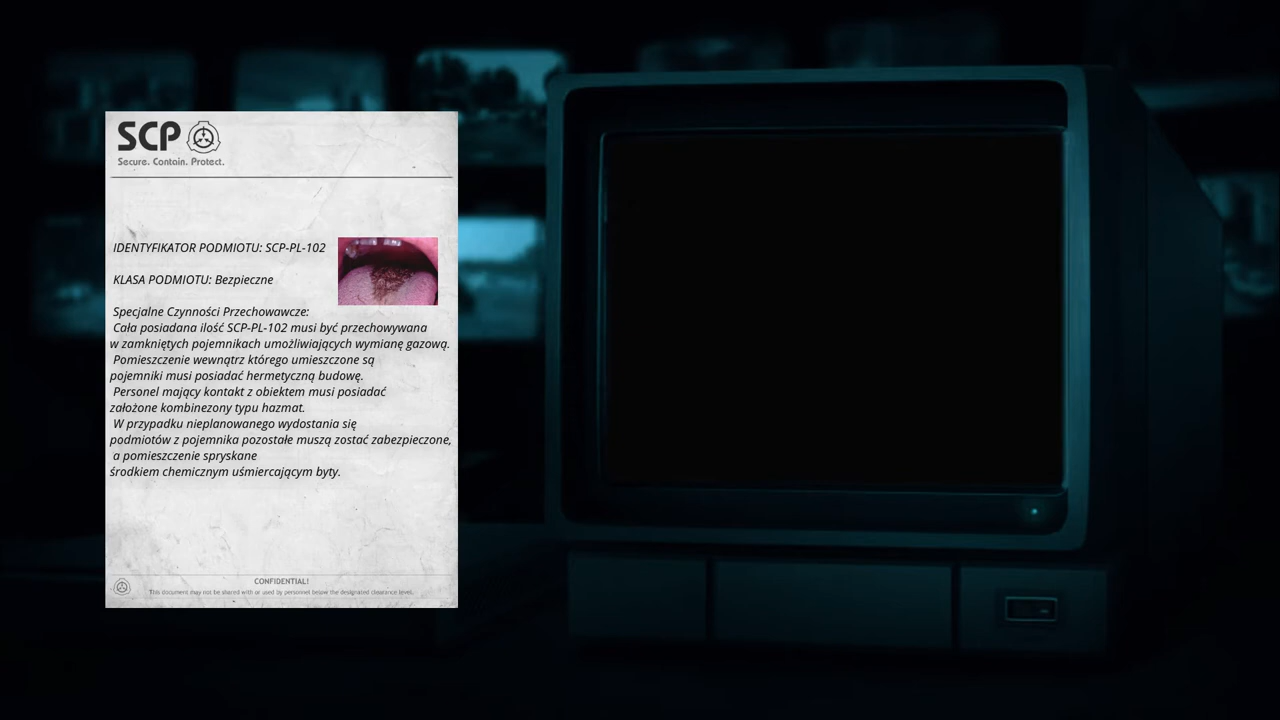 SCP
Secure. Contain. Protect.
IDENTYFIKATOR PODMIOTU: SCP-PL-102
KLASA PODMIOTU: Bezpieczne
Specjalne Czynności Przechowawcze:
Cała posiadana ilość SCP-PL-102 musi być przechowywana
w zamkniętych pojemnikach umożliwiających wymianę gazową.
Pomieszczenie wewnątrz którego umieszczone są
pojemniki musi posiadać hermetyczną budowę.
Personel mający kontakt z obiektem musi posiadać
założone kombinezony typu hazmat.
W przypadku nieplanowanego wydostania się
podmiotów z pojemnika pozostałe muszą zostać zabezpieczone,
a pomieszczenie spryskane
środkiem chemicznym uśmiercającym byty.
CONFIDENTIAL!
This document may not be shared with or used by personnel below the designated clearance level.